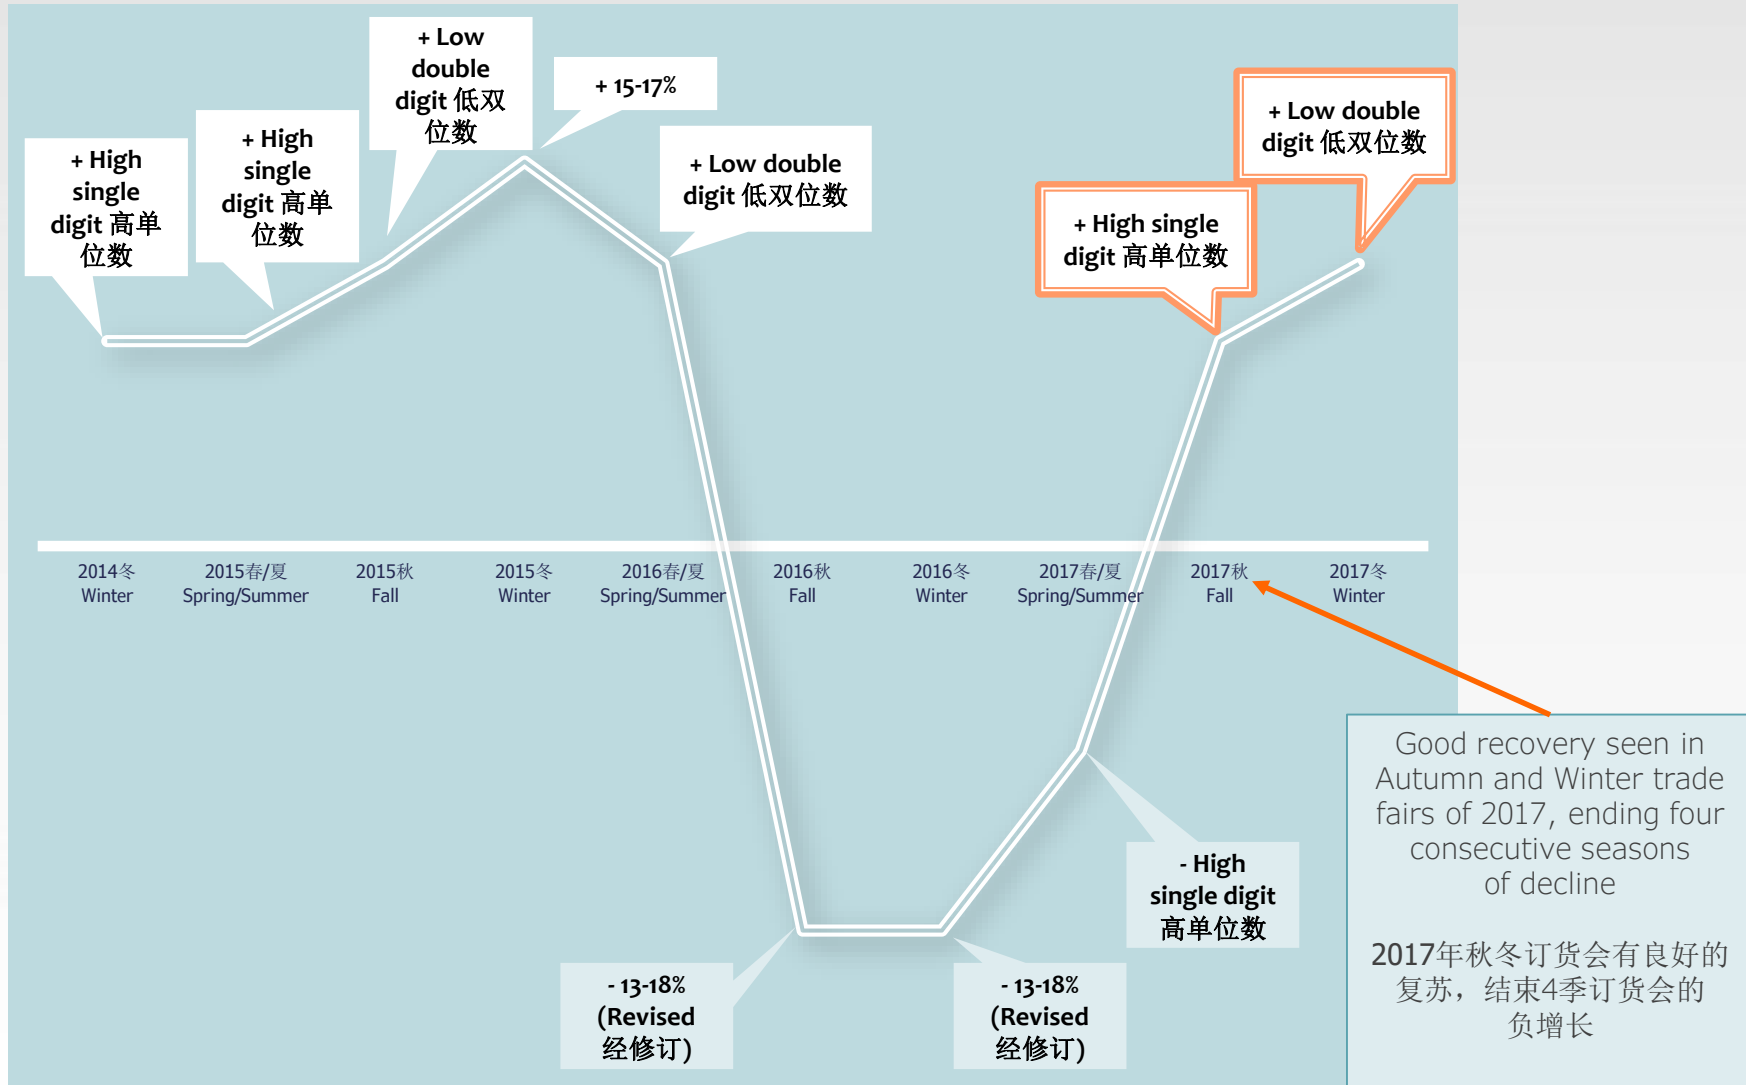 + High
single
digit 高单
位数
+ High
single
digit 高单
位数
+ Low
double
digit 低双
位数
+ 15-17%
+ Low double
digit 低双位数
+ High single
digit 高单位数
+ Low double
digit 低双位数
2014冬
Winter
2015春/夏
Spring/Summer
2015秋
Fall
2015冬
Winter
2016春/夏
Spring/Summer
2016秋
Fall
2016冬
Winter
2017春/夏
Spring/Summer
2017秋
Fall
2017冬
Winter
- 13-18%
(Revised
经修订)
- 13-18%
(Revised
经修订)
- High
single digit
高单位数
Good recovery seen in
Autumn and Winter trade
fairs of 2017, ending four
consecutive seasons
of decline
2017年秋冬订货会有良好的
复苏，结束4季订货会的
负增长